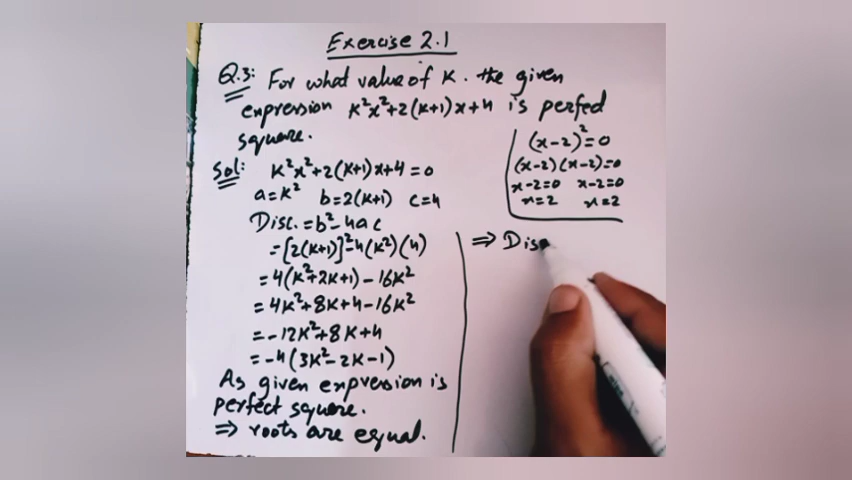 Exercise 2.1
Q.3: For what value of K. the given
expression K²x²+2(K+1)x+4 is perfect
square.
Sol: K²x²+2(K+1)x+4=0
a=K² b=2(K+1) c=4
Disc.=b²-4ac
=[2(K+1)]²-4(K²)(4)
=4(K²+2K+1)-16K²
=4K²+8K+4-16K²
=-12K²+8K+4
=-4(3K²-2K-1)
As given expression is
perfect square.
⇒ roots are equal.
(x-2)²=0
(x-2)(x-2)=0
x-2=0 x-2=0
x=2 x=2
⇒ Dis